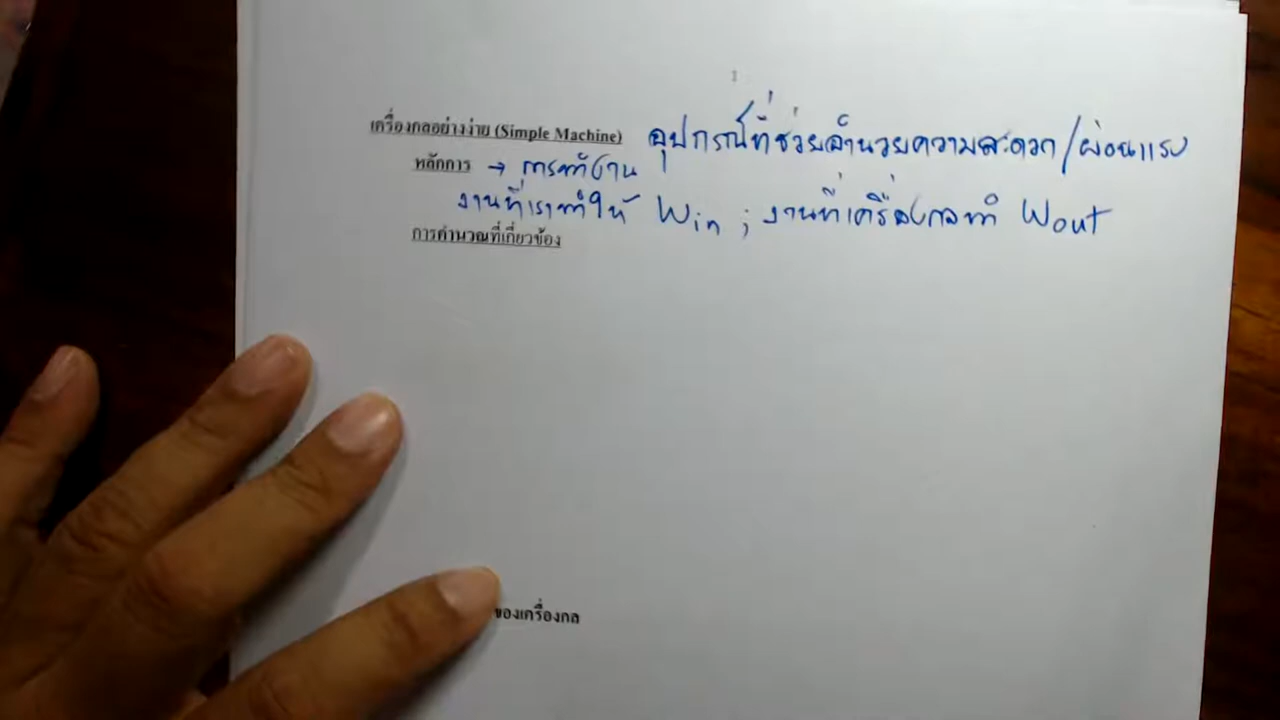 1
เครื่องกลอย่างง่าย (Simple Machine) อุปกรณ์ที่ช่วยอำนวยความสะดวก/ผ่อนแรง
หลักการ → การทำงาน
งานที่เราทำให้ Win ; งานที่เครื่องกลทำ Wout
การคำนวณที่เกี่ยวข้อง
ของเครื่องกล